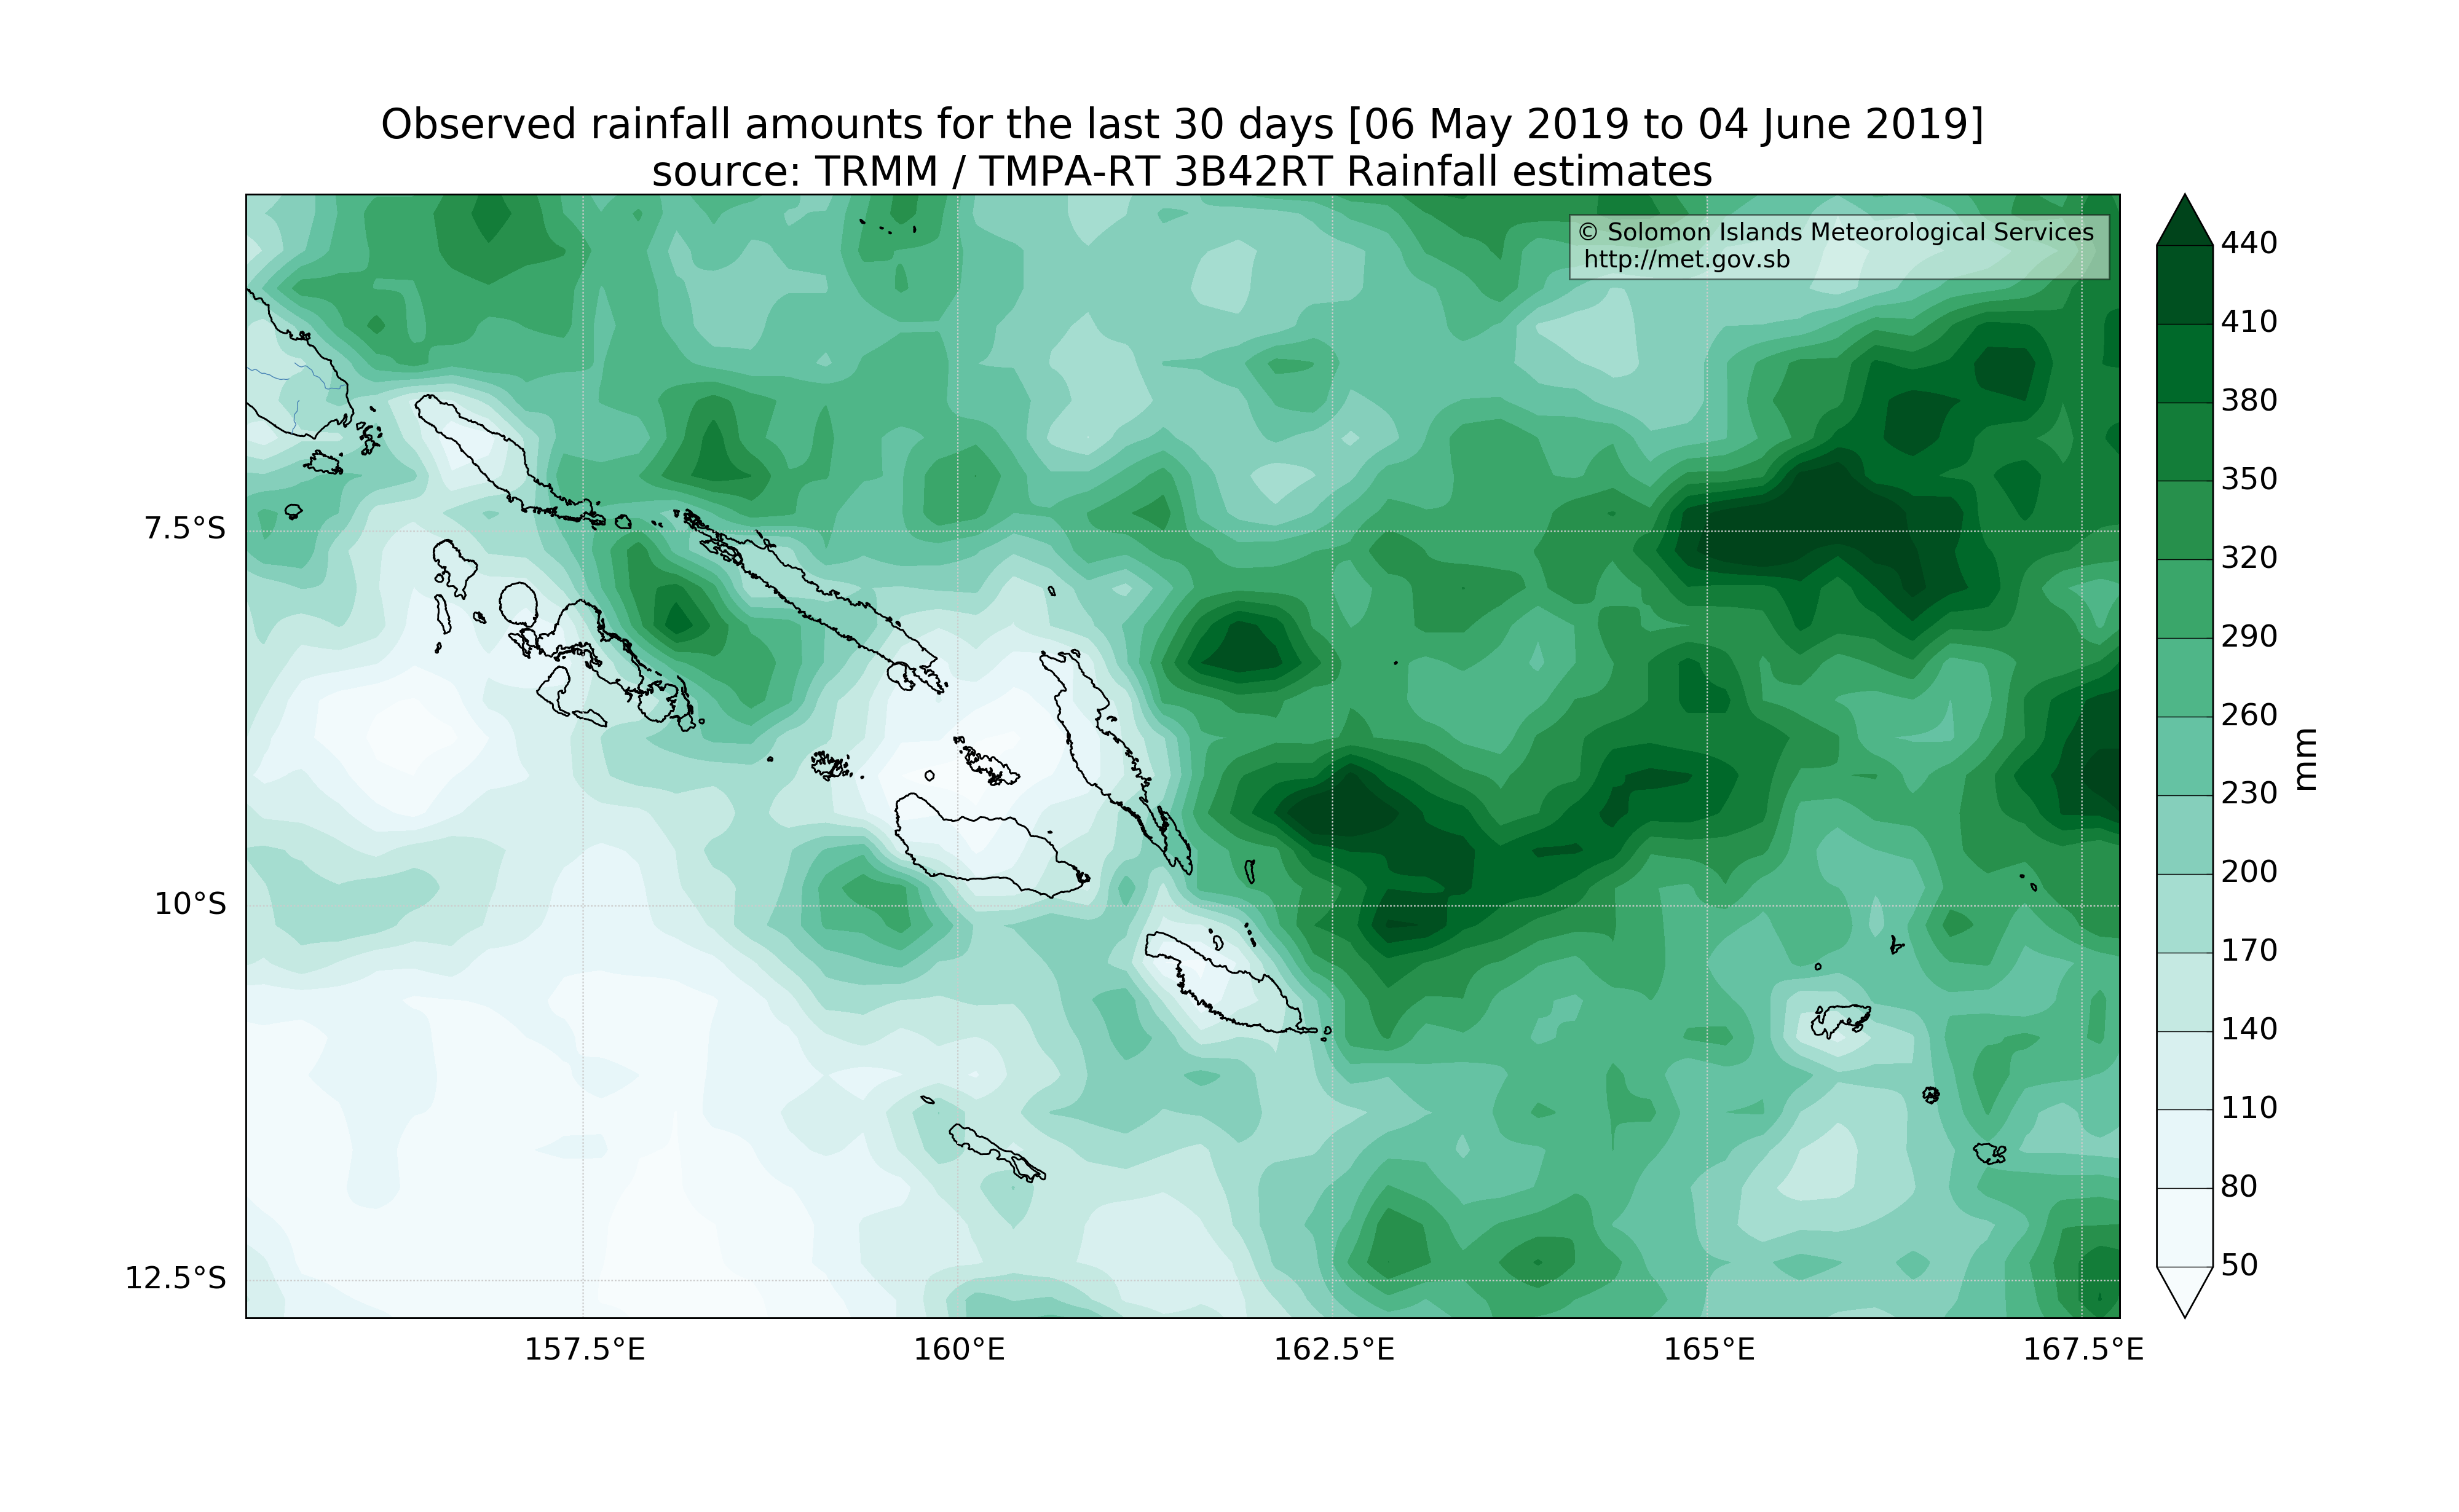 Observed rainfall amounts for the last 30 days [06 May 2019 to 04 June 2019]
source: TRMM / TMPA-RT 3B42RT Rainfall estimates
© Solomon Islands Meteorological Services
http://met.gov.sb
7.5°S
10°S
12.5°S
157.5°E
160°E
162.5°E
165°E
167.5°E
440
410
380
350
320
290
260
230
200
170
140
110
80
50
mm